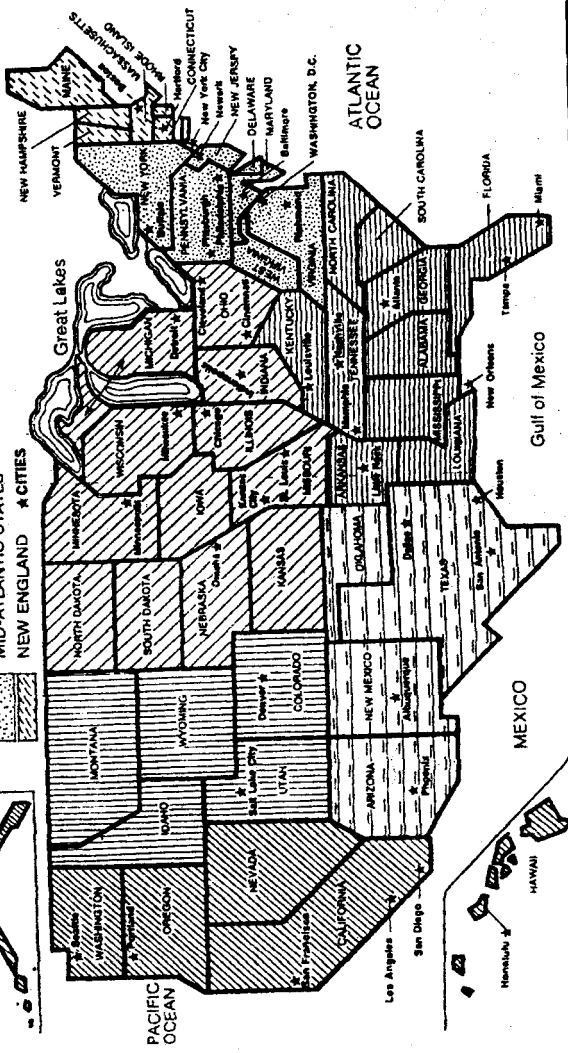 MID-ATLANTIC STATES
NEW ENGLAND ★ CITIES
Great Lakes
NEW HAMPSHIRE
VERMONT
MAINE
Boston
MASSACHUSETTS
RHODE ISLAND
Hartford
CONNECTICUT
New York City
Newark
NEW JERSEY
DELAWARE
MARYLAND
Baltimore
WASHINGTON, D.C.
ATLANTIC
OCEAN
NEW YORK
Buffalo
PENNSYLVANIA
Pittsburgh
Philadelphia
VIRGINIA
Richmond
NORTH CAROLINA
SOUTH CAROLINA
GEORGIA
Atlanta
FLORIDA
Tampa
Miami
MICHIGAN
Detroit
OHIO
Cleveland
Cincinnati
INDIANA
KENTUCKY
Louisville
TENNESSEE
Nashville
Memphis
ALABAMA
MISSISSIPPI
WISCONSIN
Milwaukee
ILLINOIS
Chicago
MINNESOTA
Minneapolis
IOWA
MISSOURI
Kansas
City
St. Louis
ARKANSAS
Little Rock
LOUISIANA
New Orleans
Gulf of Mexico
NORTH DAKOTA
SOUTH DAKOTA
NEBRASKA
Omaha
KANSAS
OKLAHOMA
TEXAS
Dallas
San Antonio
Houston
MONTANA
WYOMING
COLORADO
Denver
NEW MEXICO
Albuquerque
IDAHO
UTAH
Salt Lake City
ARIZONA
Phoenix
MEXICO
WASHINGTON
Seattle
OREGON
Portland
NEVADA
CALIFORNIA
San Francisco
Los Angeles
San Diego
PACIFIC
OCEAN
HAWAII
Honolulu